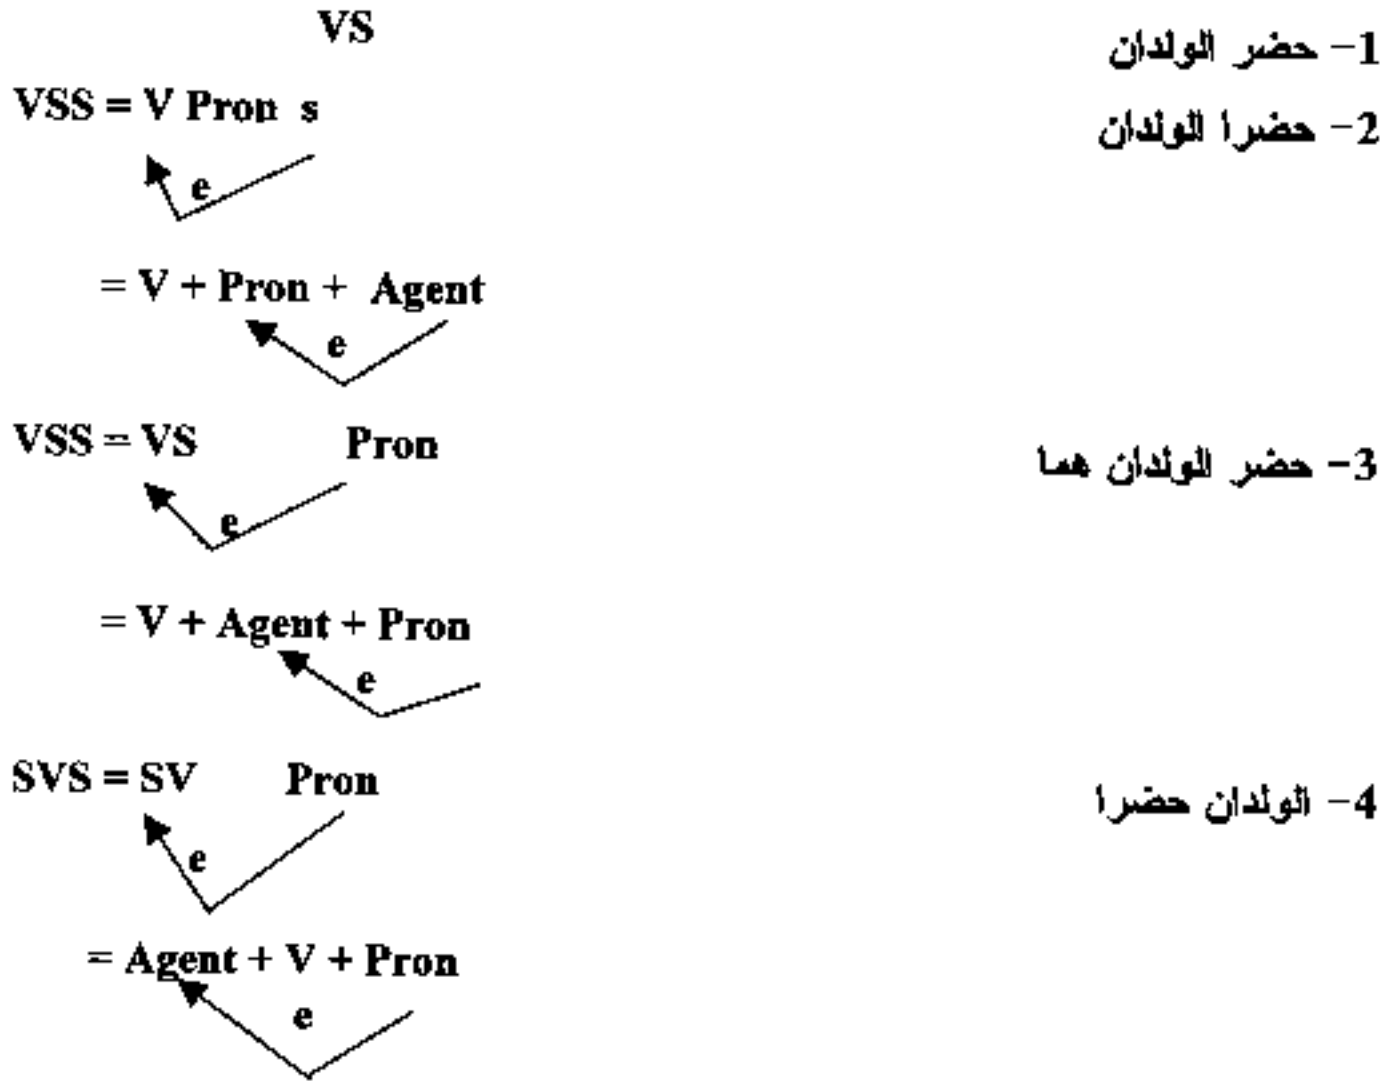 VS
1- حضر الولدان
VSS = V Pron s
2- حضرا الولدان
e
= V + Pron + Agent
e
VSS = VS Pron
3- حضر الولدان هما
e
= V + Agent + Pron
e
SVS = SV Pron
4- الولدان حضرا
e
= Agent + V + Pron
e